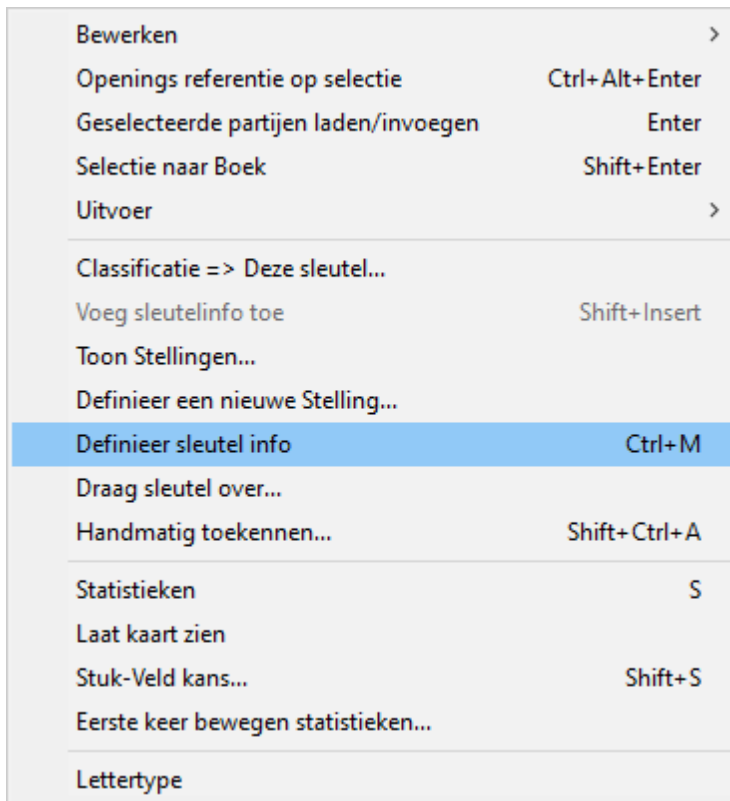 Bewerken
Openings referentie op selectie Ctrl+Alt+Enter
Geselecteerde partijen laden/invoegen Enter
Selectie naar Boek Shift+Enter
Uitvoer
Classificatie => Deze sleutel...
Voeg sleutelinfo toe Shift+Insert
Toon Stellingen...
Definieer een nieuwe Stelling...
Definieer sleutel info Ctrl+M
Draag sleutel over...
Handmatig toekennen... Shift+Ctrl+A
Statistieken S
Laat kaart zien
Stuk-Veld kans... Shift+S
Eerste keer bewegen statistieken...
Lettertype